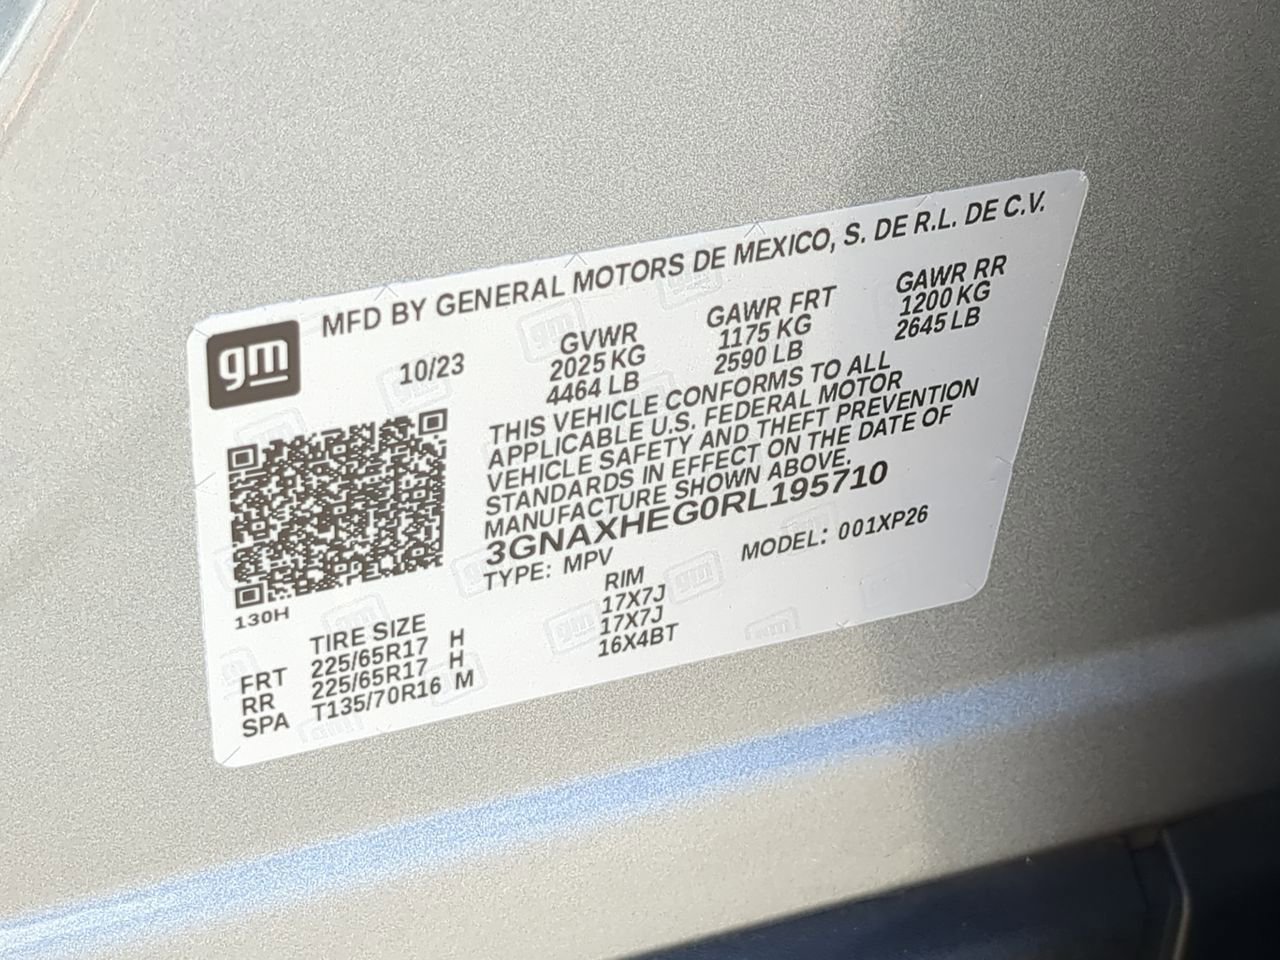 gm
MFD BY GENERAL MOTORS DE MEXICO, S. DE R.L. DE C.V.
10/23
GVWR GAWR FRT GAWR RR
2025 KG 1175 KG 1200 KG
4464 LB 2590 LB 2645 LB
THIS VEHICLE CONFORMS TO ALL
APPLICABLE U.S. FEDERAL MOTOR
VEHICLE SAFETY AND THEFT PREVENTION
STANDARDS IN EFFECT ON THE DATE OF
MANUFACTURE SHOWN ABOVE.
3GNAXHEG0RL195710
TYPE: MPV MODEL: 001XP26
130H
TIRE SIZE RIM
FRT 225/65R17 H 17X7J
RR 225/65R17 H 17X7J
SPA T135/70R16 M 16X4BT